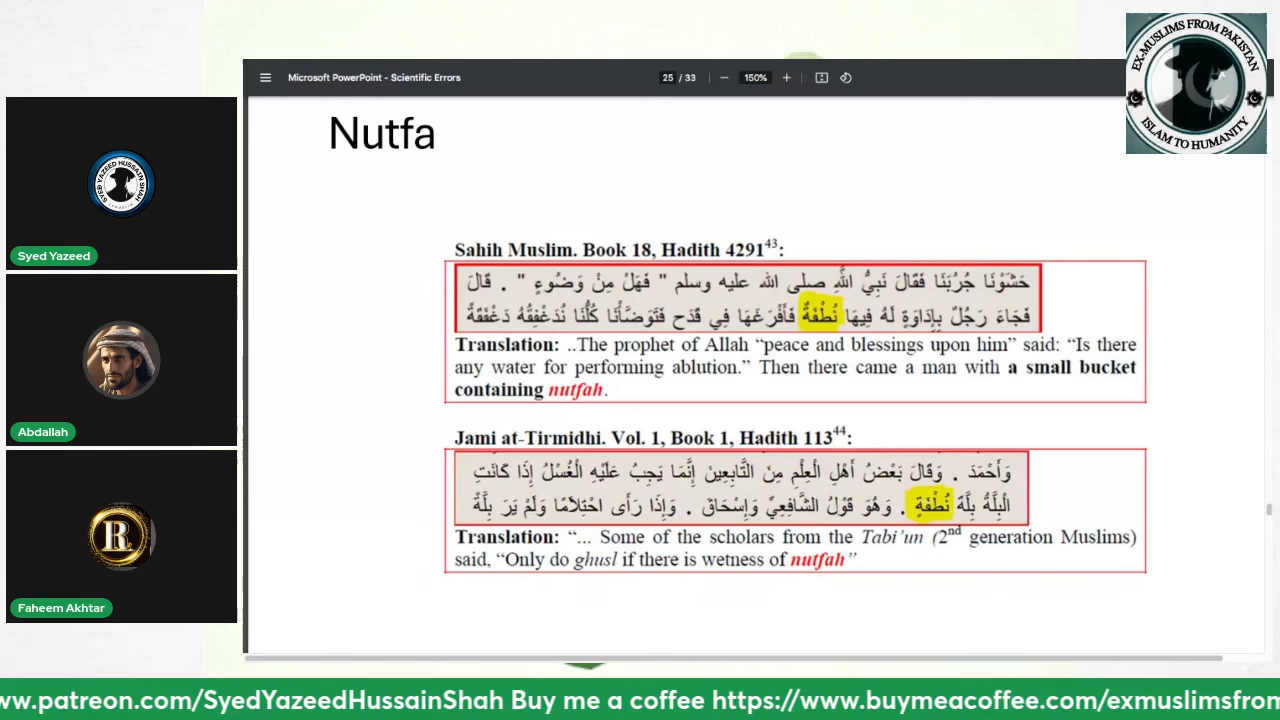 Microsoft PowerPoint - Scientific Errors
25 / 33
150%
EX-MUSLIMS FROM PAKISTAN
ISLAM TO HUMANITY
SYED YAZEED HUSSAIN SHAH
Syed Yazeed
Abdallah
R
Faheem Akhtar
Nutfa
Sahih Muslim. Book 18, Hadith 4291⁴³:
حَشَوْنَا جُرُبَنَا فَقَالَ نَبِيُّ اللَّهِ صلى الله عليه وسلم " فَهَلْ مِنْ وَضُوءٍ " . قَالَ
فَجَاءَ رَجُلٌ بِإِدَاوَةٍ لَهُ فِيهَا نُطْفَةٌ فَأَفْرَغَهَا فِي قَدَحٍ فَتَوَضَّأْنَا كُلُّنَا نُدَغْفِقُهُ دَغْفَقَةً
Translation: ..The prophet of Allah “peace and blessings upon him” said: “Is there
any water for performing ablution.” Then there came a man with a small bucket
containing nutfah.
Jami at-Tirmidhi. Vol. 1, Book 1, Hadith 113⁴⁴:
وَأَحْمَدَ . وَقَالَ بَعْضُ أَهْلِ الْعِلْمِ مِنَ التَّابِعِينَ إِنَّمَا يَجِبُ عَلَيْهِ الْغُسْلُ إِذَا كَانَتِ
الْبِلَّةُ بِلَّةَ نُطْفَةٍ . وَهُوَ قَوْلُ الشَّافِعِيِّ وَإِسْحَاقَ . وَإِذَا رَأَى احْتِلاَمًا وَلَمْ يَرَ بِلَّةً
Translation: “... Some of the scholars from the Tabi’un (2nd generation Muslims)
said, “Only do ghusl if there is wetness of nutfah”
ww.patreon.com/SyedYazeedHussainShah Buy me a coffee https://www.buymeacoffee.com/exmuslimsfron